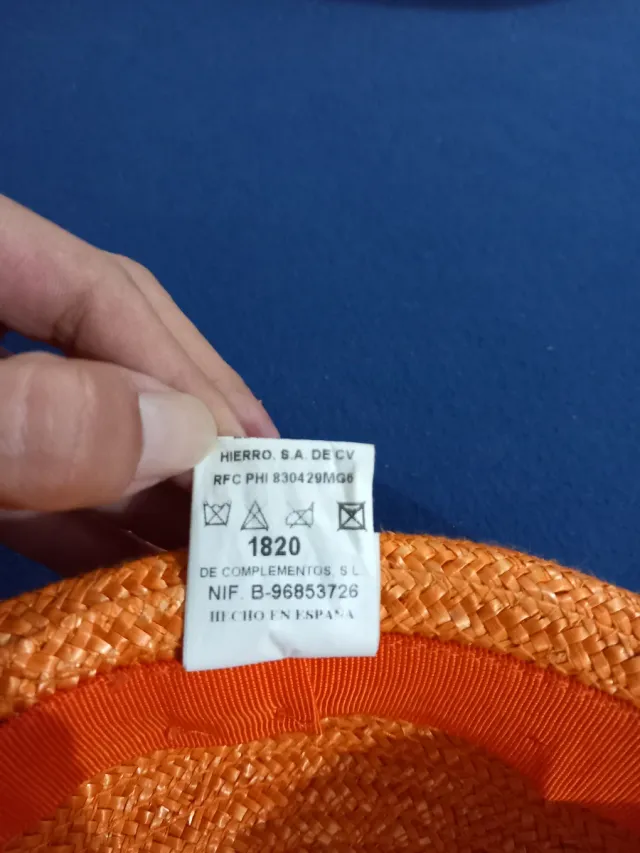 HIERRO. S.A. DE CV
RFC PHI 830429MG6
1820
DE COMPLEMENTOS, S.L.
NIF. B-96853726
HECHO EN ESPAÑA